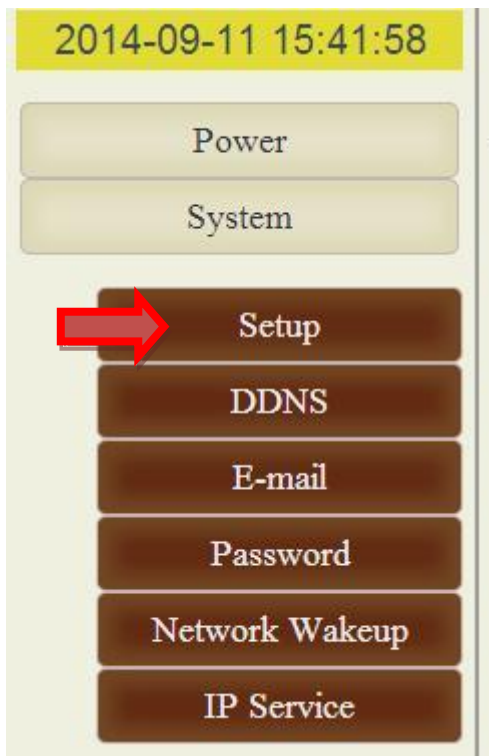 2014-09-11 15:41:58
Power
System
Setup
DDNS
E-mail
Password
Network Wakeup
IP Service